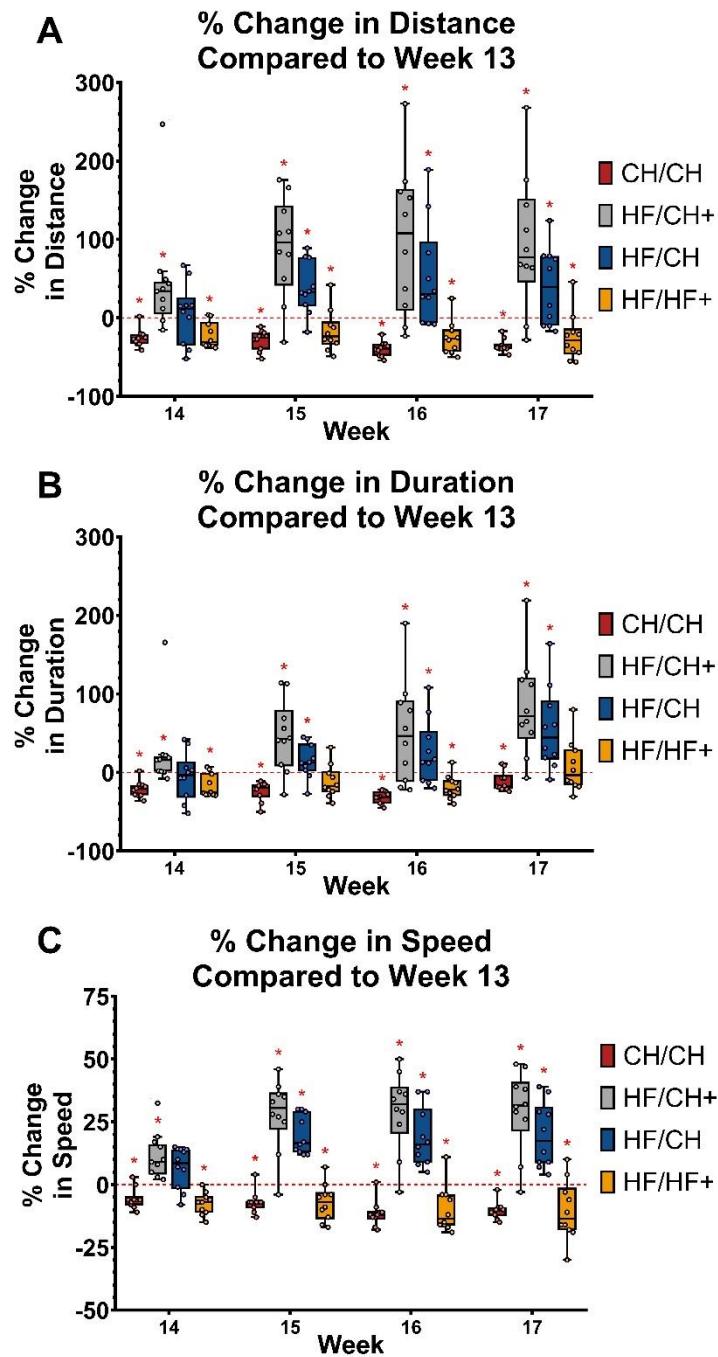 A
% Change in Distance
Compared to Week 13
% Change
in Distance
300
200
100
0
-100
* * * * * * * * * * * * * * *
14 15 16 17
Week
CH/CH
HF/CH+
HF/CH
HF/HF+
B
% Change in Duration
Compared to Week 13
% Change
in Duration
300
200
100
0
-100
* * * * * * * * * * * * * *
14 15 16 17
Week
CH/CH
HF/CH+
HF/CH
HF/HF+
C
% Change in Speed
Compared to Week 13
% Change
in Speed
75
50
25
0
-25
-50
* * * * * * * * * * * * * * *
14 15 16 17
Week
CH/CH
HF/CH+
HF/CH
HF/HF+